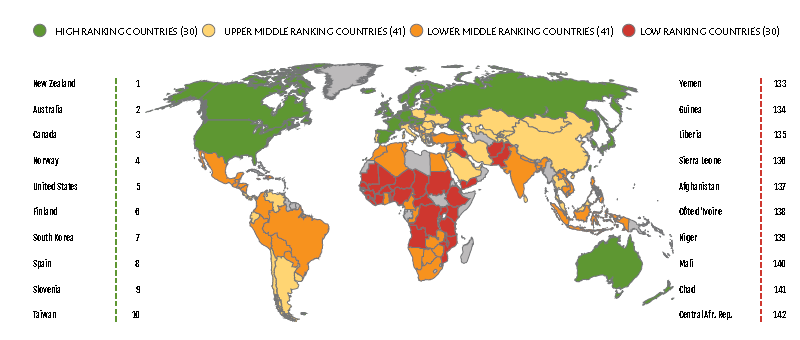 HIGH RANKING COUNTRIES (30) UPPER MIDDLE RANKING COUNTRIES (41) LOWER MIDDLE RANKING COUNTRIES (41) LOW RANKING COUNTRIES (30)
New Zealand 1
Australia 2
Canada 3
Norway 4
United States 5
Finland 6
South Korea 7
Spain 8
Slovenia 9
Taiwan 10
Yemen 133
Guinea 134
Liberia 135
Sierra Leone 136
Afghanistan 137
Côted'Ivoire 138
Niger 139
Mali 140
Chad 141
Central Afr. Rep. 142